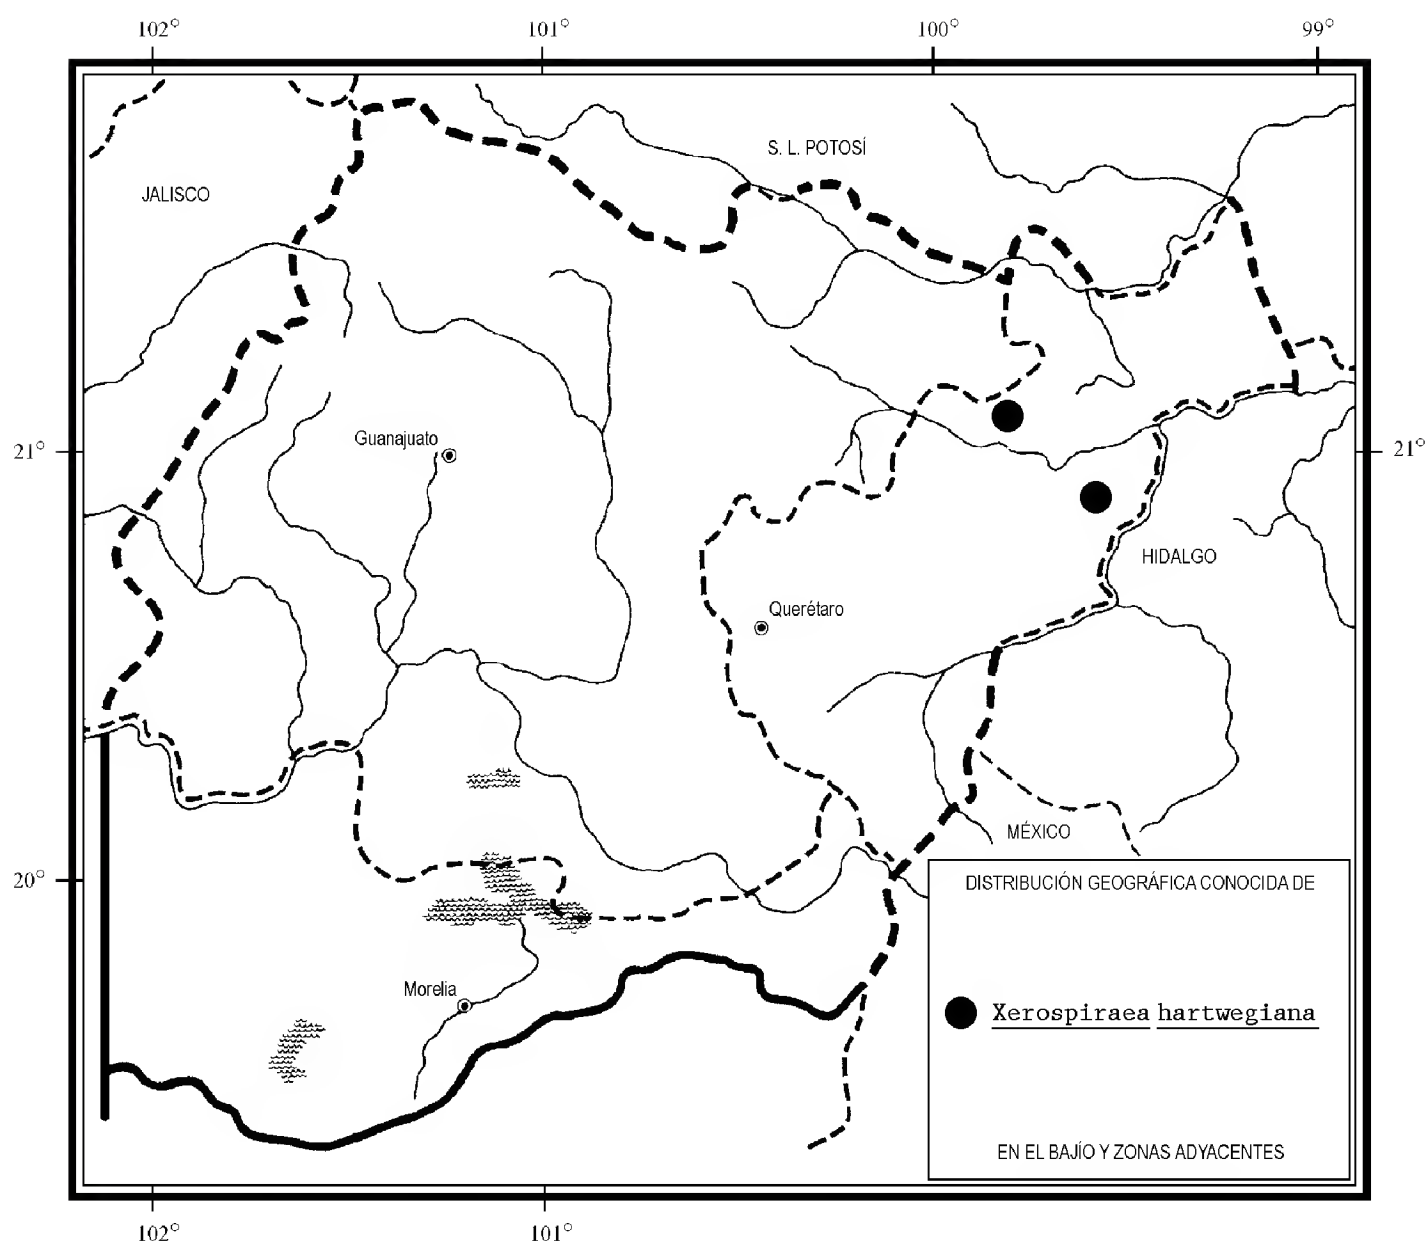 102° 101° 100° 99°
S. L. POTOSÍ
JALISCO
Guanajuato
21° 21°
HIDALGO
Querétaro
MÉXICO
20°
DISTRIBUCIÓN GEOGRÁFICA CONOCIDA DE
Morelia
Xerospiraea hartwegiana
EN EL BAJÍO Y ZONAS ADYACENTES
102° 101°